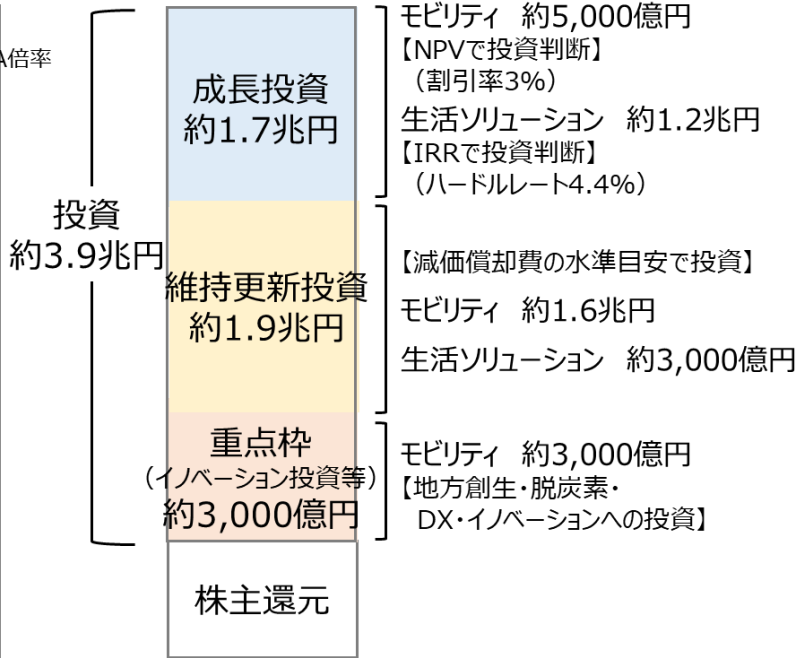 A倍率
投資
約3.9兆円
成長投資
約1.7兆円
モビリティ 約5,000億円
【NPVで投資判断】
（割引率3%）
生活ソリューション 約1.2兆円
【IRRで投資判断】
（ハードルレート4.4%）
維持更新投資
約1.9兆円
【減価償却費の水準目安で投資】
モビリティ 約1.6兆円
生活ソリューション 約3,000億円
重点枠
（イノベーション投資等）
約3,000億円
モビリティ 約3,000億円
【地方創生・脱炭素・
DX・イノベーションへの投資】
株主還元